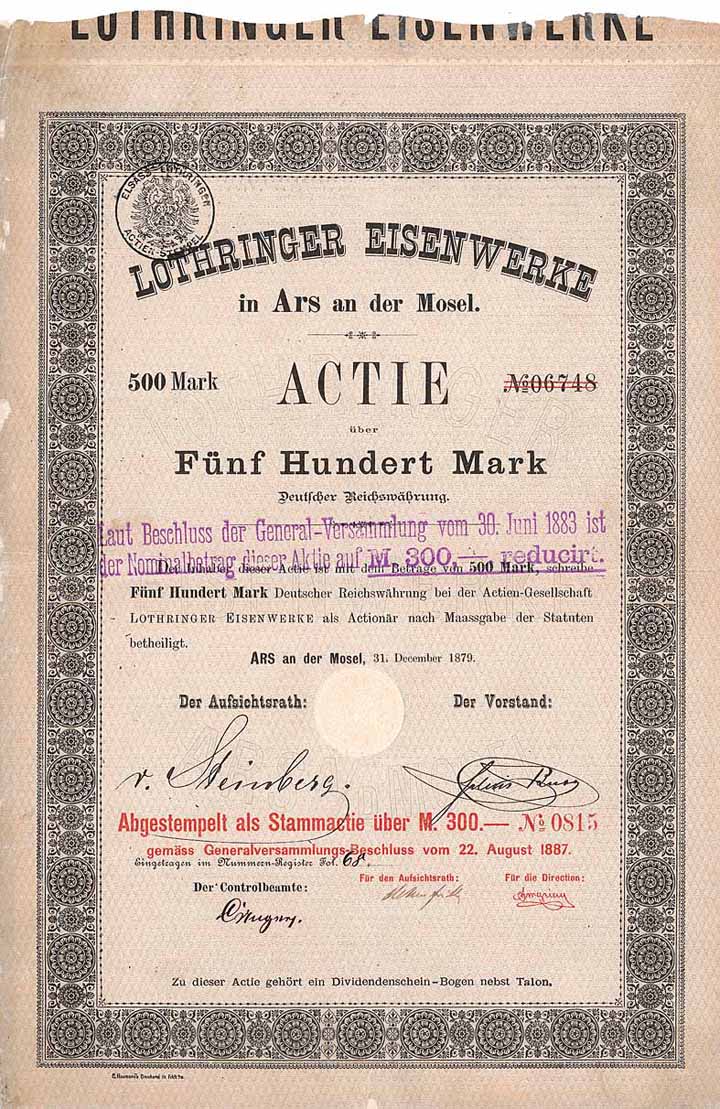 LOTHRINGER EISENWERKE
ELSASS-LOTHRINGER
ACTIEN-STEMPEL
LOTHRINGER EISENWERKE
in Ars an der Mosel.
500 Mark ACTIE No 06748
über
Fünf Hundert Mark
Deutscher Reichswährung.
Laut Beschluss der General-Versammlung vom 30. Juni 1883 ist
der Nominalbetrag dieser Aktie auf M. 300.— reducirt.
Der Inhaber dieser Actie ist mit dem Betrage von 500 Mark, schreibe
Fünf Hundert Mark Deutscher Reichswährung bei der Actien-Gesellschaft
LOTHRINGER EISENWERKE als Actionär nach Maassgabe der Statuten
betheiligt.
ARS an der Mosel, 31. December 1879.
Der Aufsichtsrath: Der Vorstand:
v. Steinberg.
Abgestempelt als Stammactie über M. 300.— No 0815
gemäss Generalversammlungs-Beschluss vom 22. August 1887.
Eingetragen im Nummern-Register Fol. 68.
Für den Aufsichtsrath: Für die Direction:
Der Controlbeamte:
Zu dieser Actie gehört ein Dividendenschein-Bogen nebst Talon.